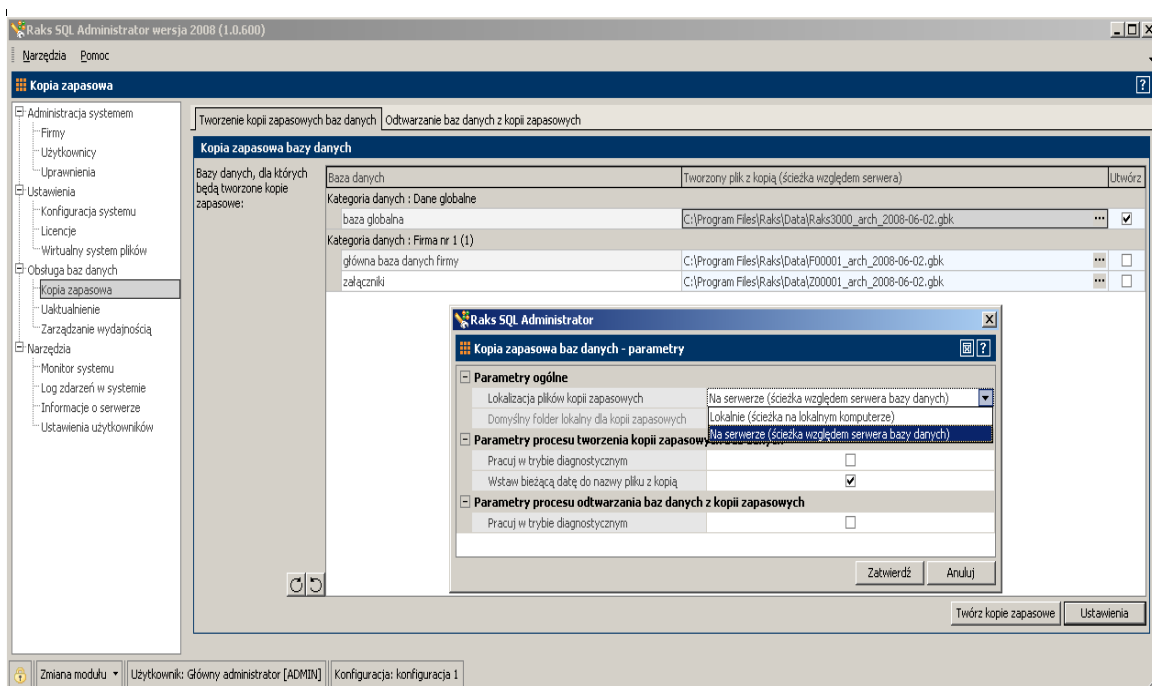 Raks SQL Administrator wersja 2008 (1.0.600)
Narzędzia Pomoc
Kopia zapasowa
?
Administracja systemem
Firmy
Użytkownicy
Uprawnienia
Ustawienia
Konfiguracja systemu
Licencje
Wirtualny system plików
Obsługa baz danych
Kopia zapasowa
Uaktualnienie
Zarządzanie wydajnością
Narzędzia
Monitor systemu
Log zdarzeń w systemie
Informacje o serwerze
Ustawienia użytkowników
Tworzenie kopii zapasowych baz danych Odtwarzanie baz danych z kopii zapasowych
Kopia zapasowa bazy danych
Bazy danych, dla których
będą tworzone kopie
zapasowe:
Baza danych Tworzony plik z kopią (ścieżka względem serwera) Utwórz
Kategoria danych : Dane globalne
baza globalna C:\Program Files\Raks\Data\Raks3000_arch_2008-06-02.gbk ...
Kategoria danych : Firma nr 1 (1)
główna baza danych firmy C:\Program Files\Raks\Data\F00001_arch_2008-06-02.gbk ...
załączniki C:\Program Files\Raks\Data\Z00001_arch_2008-06-02.gbk ...
Raks SQL Administrator
Kopia zapasowa baz danych - parametry ?
Parametry ogólne
Lokalizacja plików kopii zapasowych Na serwerze (ścieżka względem serwera bazy danych)
Domyślny folder lokalny dla kopii zapasowych Lokalnie (ścieżka na lokalnym komputerze)
Na serwerze (ścieżka względem serwera bazy danych)
Parametry procesu tworzenia kopii zapasowy
Pracuj w trybie diagnostycznym
Wstaw bieżącą datę do nazwy pliku z kopią
Parametry procesu odtwarzania baz danych z kopii zapasowych
Pracuj w trybie diagnostycznym
Zatwierdź Anuluj
Twórz kopie zapasowe Ustawienia
Zmiana modułu Użytkownik: Główny administrator [ADMIN] Konfiguracja: konfiguracja 1